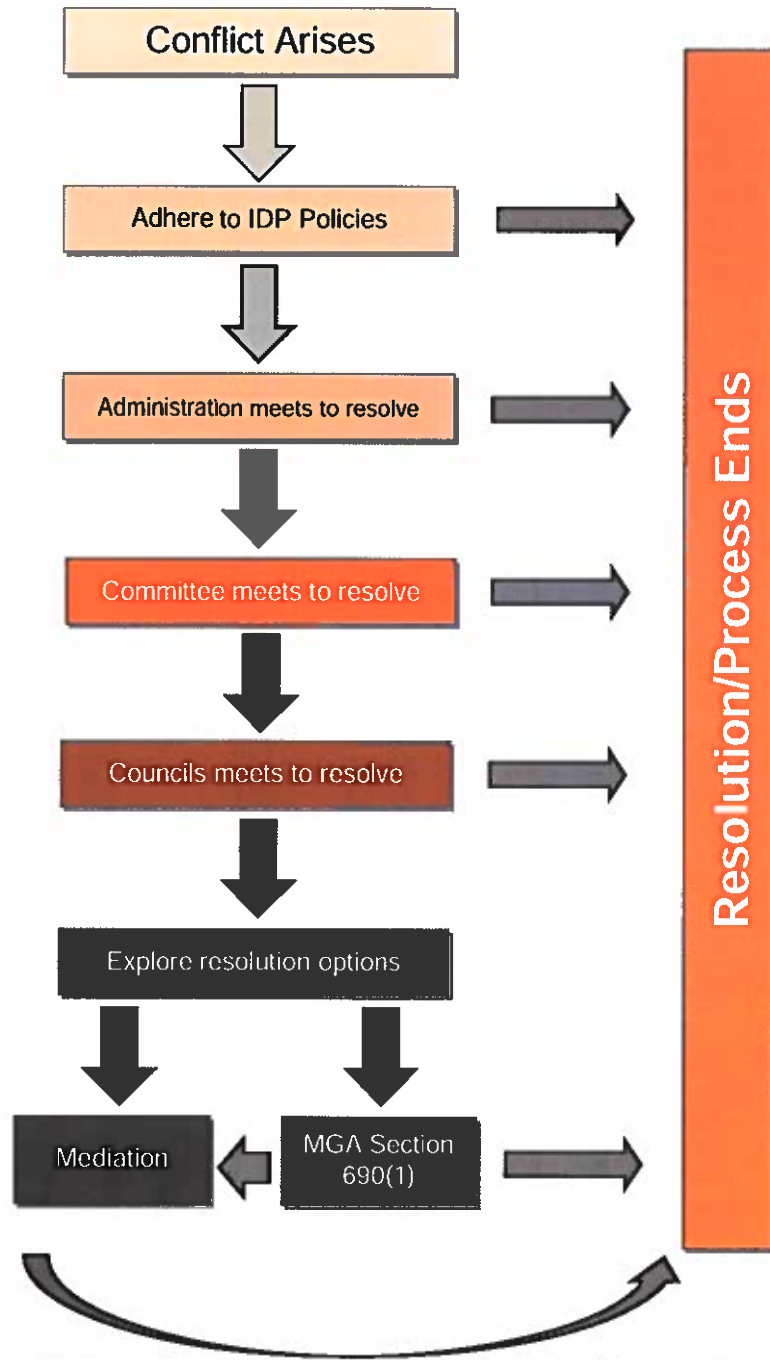 Conflict Arises
Adhere to IDP Policies
Administration meets to resolve
Committee meets to resolve
Councils meets to resolve
Explore resolution options
Mediation
MGA Section
690(1)
Resolution/Process Ends